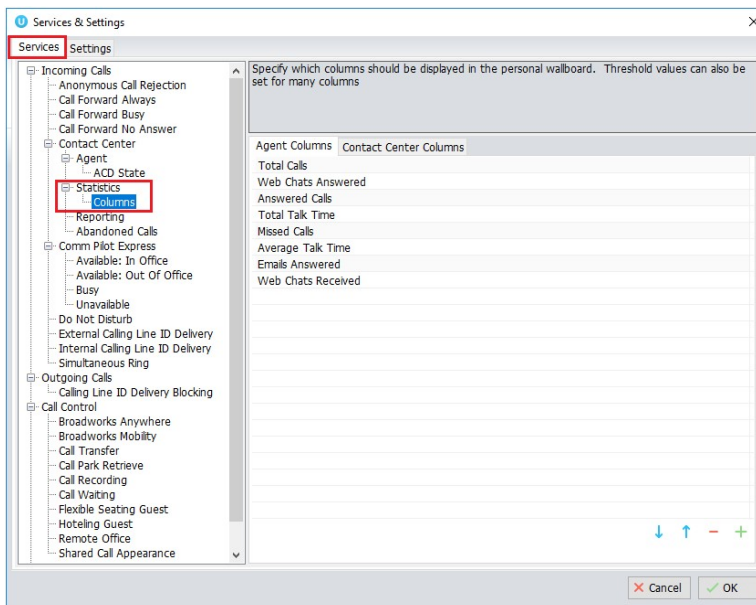 Services & Settings
Services Settings
Incoming Calls
Anonymous Call Rejection
Call Forward Always
Call Forward Busy
Call Forward No Answer
Contact Center
Agent
ACD State
Statistics
Columns
Reporting
Abandoned Calls
Comm Pilot Express
Available: In Office
Available: Out Of Office
Busy
Unavailable
Do Not Disturb
External Calling Line ID Delivery
Internal Calling Line ID Delivery
Simultaneous Ring
Outgoing Calls
Calling Line ID Delivery Blocking
Call Control
Broadworks Anywhere
Broadworks Mobility
Call Transfer
Call Park Retrieve
Call Recording
Call Waiting
Flexible Seating Guest
Hoteling Guest
Remote Office
Shared Call Appearance
Specify which columns should be displayed in the personal wallboard. Threshold values can also be
set for many columns
Agent Columns Contact Center Columns
Total Calls
Web Chats Answered
Answered Calls
Total Talk Time
Missed Calls
Average Talk Time
Emails Answered
Web Chats Received
Cancel OK